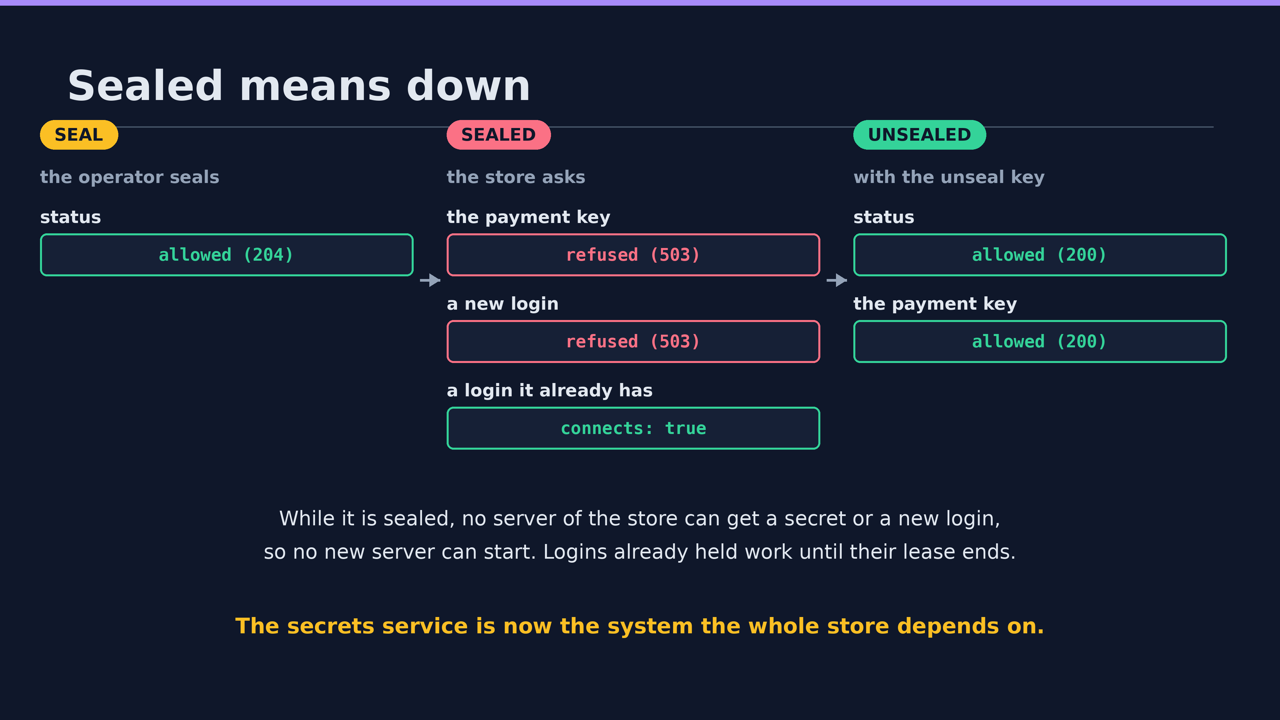 Sealed means down
SEAL
the operator seals
status
allowed (204)
SEALED
the store asks
the payment key
refused (503)
a new login
refused (503)
a login it already has
connects: true
UNSEALED
with the unseal key
status
allowed (200)
the payment key
allowed (200)
While it is sealed, no server of the store can get a secret or a new login,
so no new server can start. Logins already held work until their lease ends.
The secrets service is now the system the whole store depends on.